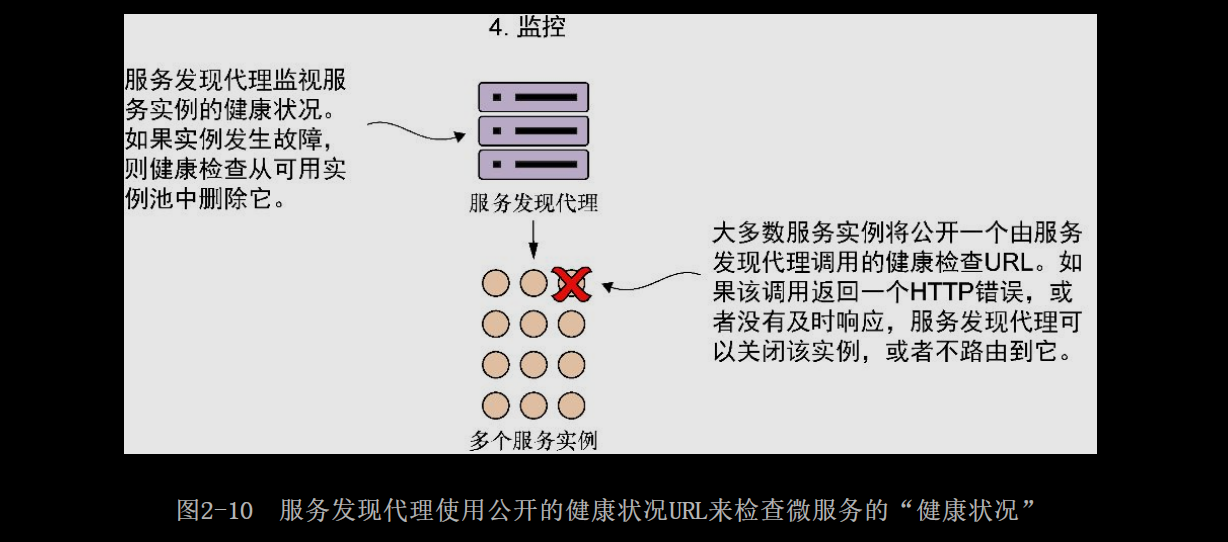 4. 监控
服务发现代理监视服
务实例的健康状况。
如果实例发生故障，
则健康检查从可用实
例池中删除它。
服务发现代理
大多数服务实例将公开一个由服务
发现代理调用的健康检查URL。如
果该调用返回一个HTTP错误，或
者没有及时响应，服务发现代理可
以关闭该实例，或者不路由到它。
多个服务实例
图2-10　服务发现代理使用公开的健康状况URL来检查微服务的“健康状况”